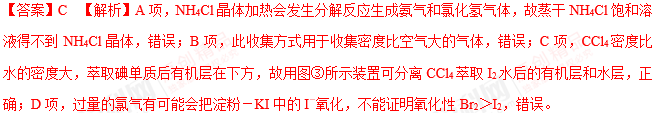 【答案】C 【解析】A 项，NH4Cl晶体加热会发生分解反应生成氨气和氯化氢气体，故蒸干 NH4Cl 饱和溶
液得不到 NH4Cl 晶体，错误；B 项，此收集方式用于收集密度比空气大的气体，错误；C 项，CCl4 密度比
水的密度大，萃取碘单质后有机层在下方，故用图③所示装置可分离 CCl4 萃取 I2 水后的有机层和水层，正
确；D 项，过量的氯气有可能会把淀粉－KI 中的 I⁻氧化，不能证明氧化性 Br2＞I2，错误。